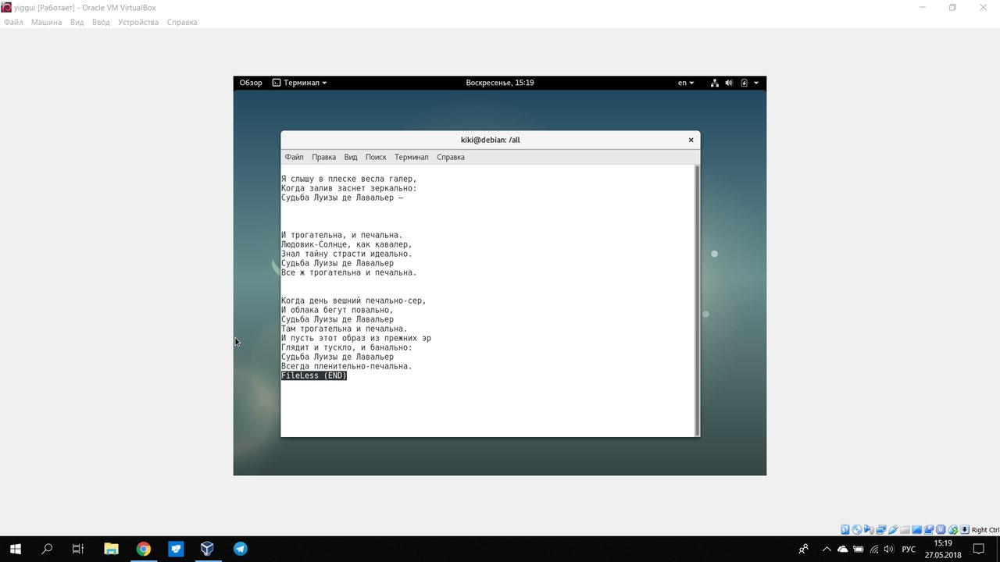 yiggui [Работает] - Oracle VM VirtualBox
Файл Машина Вид Ввод Устройства Справка
Обзор Терминал Воскресенье, 15:19 en
kiki@debian: /all
Файл Правка Вид Поиск Терминал Справка
Я слышу в плеске весла галер,
Когда залив заснет зеркально:
Судьба Луизы де Лавальер –
И трогательна, и печальна.
Людовик-Солнце, как кавалер,
Знал тайну страсти идеально.
Судьба Луизы де Лавальер
Все ж трогательна и печальна.
Когда день вешний печально-сер,
И облака бегут повально,
Судьба Луизы де Лавальер
Там трогательна и печальна.
И пусть этот образ из прежних эр
Глядит и тускло, и банально:
Судьба Луизы де Лавальер
Всегда пленительно-печальна.
FileLess (END)
Right Ctrl
РУС 15:19
27.05.2018